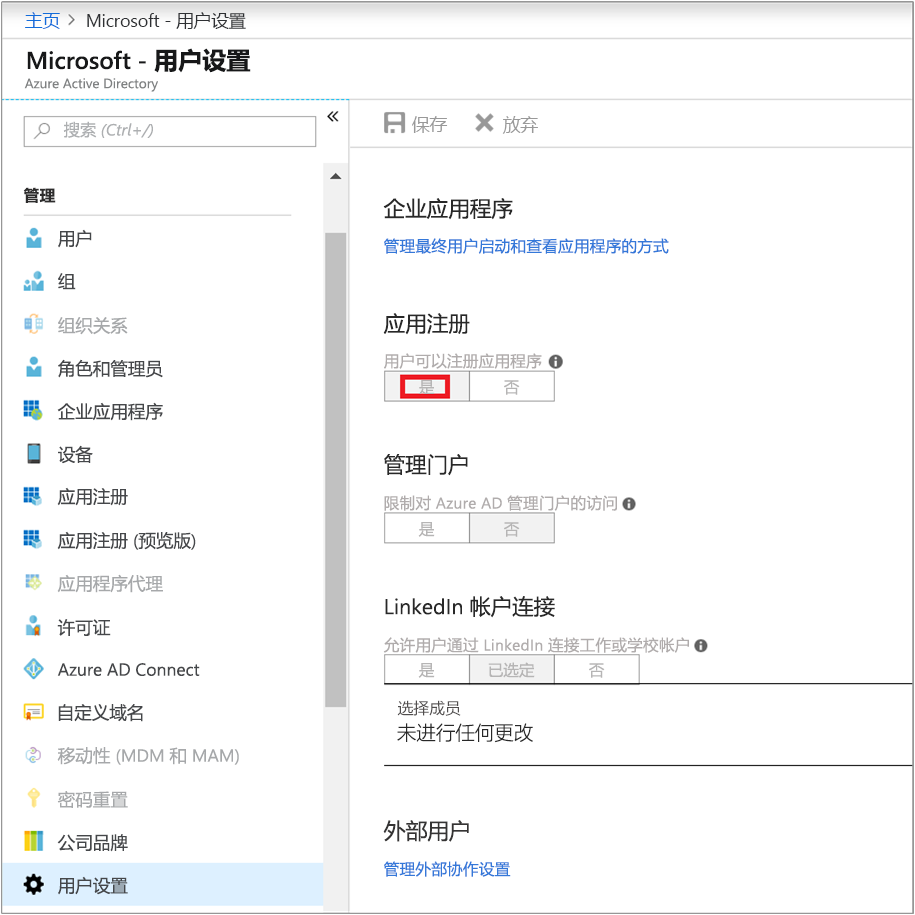 主页 > Microsoft - 用户设置
Microsoft - 用户设置
Azure Active Directory
搜索 (Ctrl+/)
«
管理
用户
组
组织关系
角色和管理员
企业应用程序
设备
应用注册
应用注册 (预览版)
应用程序代理
许可证
Azure AD Connect
自定义域名
移动性 (MDM 和 MAM)
密码重置
公司品牌
用户设置
保存 放弃
企业应用程序
管理最终用户启动和查看应用程序的方式
应用注册
用户可以注册应用程序
是 否
管理门户
限制对 Azure AD 管理门户的访问
是 否
LinkedIn 帐户连接
允许用户通过 LinkedIn 连接工作或学校帐户
是 已选定 否
选择成员
未进行任何更改
外部用户
管理外部协作设置